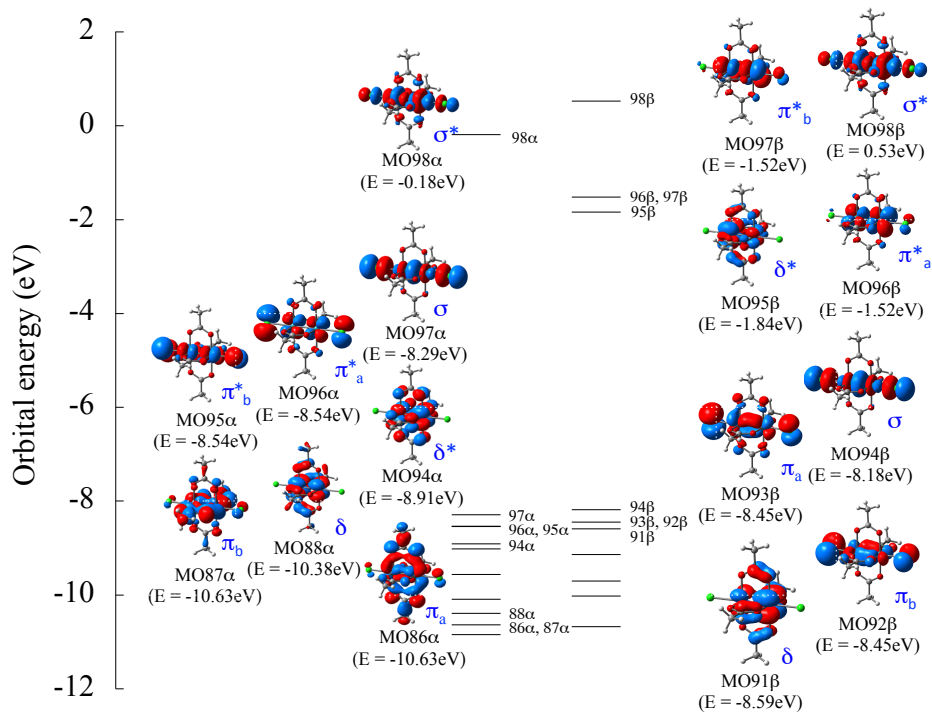 Orbital energy (eV)
2
0
-2
-4
-6
-8
-10
-12
σ*
MO98α
(E = -0.18eV)
98α
σ
MO97α
(E = -8.29eV)
π*a
MO96α
(E = -8.54eV)
π*b
MO95α
(E = -8.54eV)
δ*
MO94α
(E = -8.91eV)
δ
MO88α
(E = -10.38eV)
πb
MO87α
(E = -10.63eV)
πa
MO86α
(E = -10.63eV)
97α
96α, 95α
94α
88α
86α, 87α
98β
96β, 97β
95β
94β
93β, 92β
91β
π*b
MO97β
(E = -1.52eV)
σ*
MO98β
(E = 0.53eV)
δ*
MO95β
(E = -1.84eV)
π*a
MO96β
(E = -1.52eV)
πa
MO93β
(E = -8.45eV)
σ
MO94β
(E = -8.18eV)
δ
MO91β
(E = -8.59eV)
πb
MO92β
(E = -8.45eV)